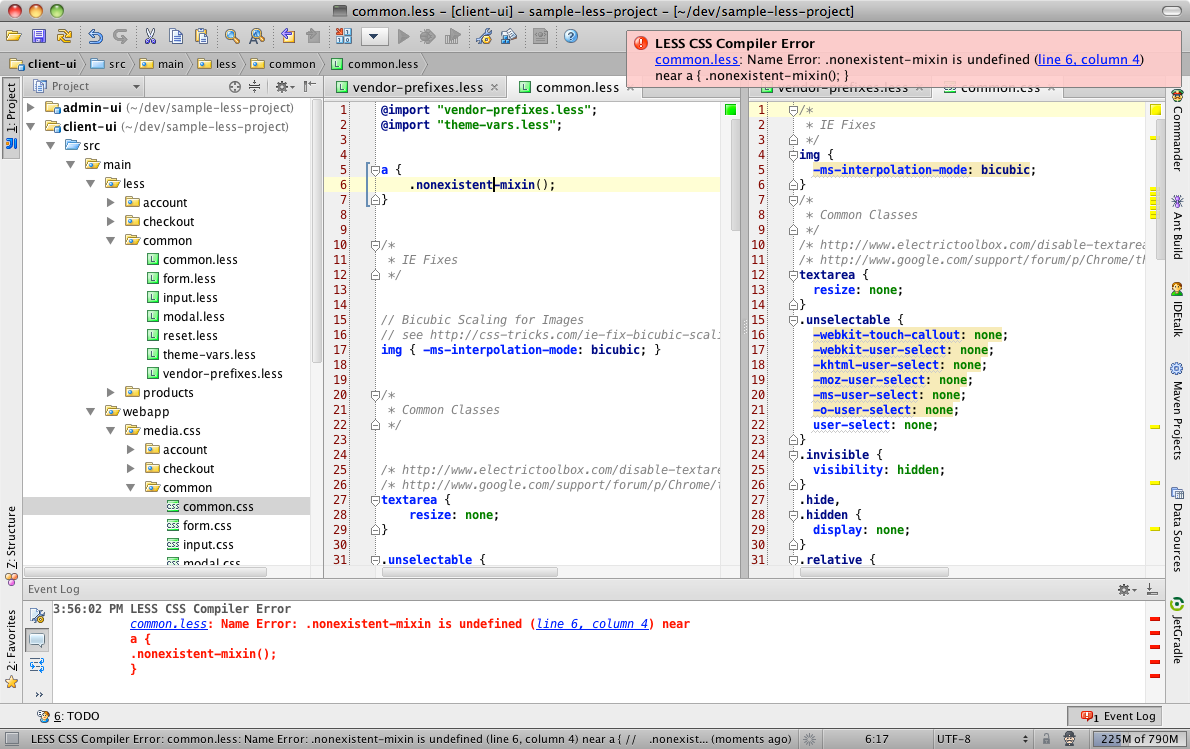 common.less - [client-ui] - sample-less-project - [~/dev/sample-less-project]
client-ui src main less common common.less
LESS CSS Compiler Error
common.less: Name Error: .nonexistent-mixin is undefined (line 6, column 4)
near a { .nonexistent-mixin(); }
1: Project
Z: Structure
2: Favorites
Project
admin-ui (~/dev/sample-less-project)
client-ui (~/dev/sample-less-project)
src
main
less
account
checkout
common
common.less
form.less
input.less
modal.less
reset.less
theme-vars.less
vendor-prefixes.less
products
webapp
media.css
account
checkout
common
common.css
form.css
input.css
modal.css
vendor-prefixes.less
common.less
1 @import "vendor-prefixes.less";
2 @import "theme-vars.less";
3
4
5 a {
6 .nonexistent-mixin();
7 }
8
9
10 /*
11 * IE Fixes
12 */
13
14
15 // Bicubic Scaling for Images
16 // see http://css-tricks.com/ie-fix-bicubic-scali
17 img { -ms-interpolation-mode: bicubic; }
18
19
20 /*
21 * Common Classes
22 */
23
24
25 /* http://www.electrictoolbox.com/disable-textare
26 /* http://www.google.com/support/forum/p/Chrome/t
27 textarea {
28 resize: none;
29 }
30
31 .unselectable {
vendor-prefixes.less
common.css
1 /*
2 * IE Fixes
3 */
4 img {
5 -ms-interpolation-mode: bicubic;
6 }
7 /*
8 * Common Classes
9 */
10 /* http://www.electrictoolbox.com/disable-textarea
11 /* http://www.google.com/support/forum/p/Chrome/th
12 textarea {
13 resize: none;
14 }
15 .unselectable {
16 -webkit-touch-callout: none;
17 -webkit-user-select: none;
18 -khtml-user-select: none;
19 -moz-user-select: none;
20 -ms-user-select: none;
21 -o-user-select: none;
22 user-select: none;
23 }
24 .invisible {
25 visibility: hidden;
26 }
27 .hide,
28 .hidden {
29 display: none;
30 }
31 .relative {
Commander
Ant Build
IDEtalk
Maven Projects
Data Sources
JetGradle
Event Log
3:56:02 PM LESS CSS Compiler Error
common.less: Name Error: .nonexistent-mixin is undefined (line 6, column 4) near
a {
.nonexistent-mixin();
}
6: TODO
1 Event Log
LESS CSS Compiler Error: common.less: Name Error: .nonexistent-mixin is undefined (line 6, column 4) near a { // .nonexist... (moments ago) 6:17 UTF-8 225M of 790M